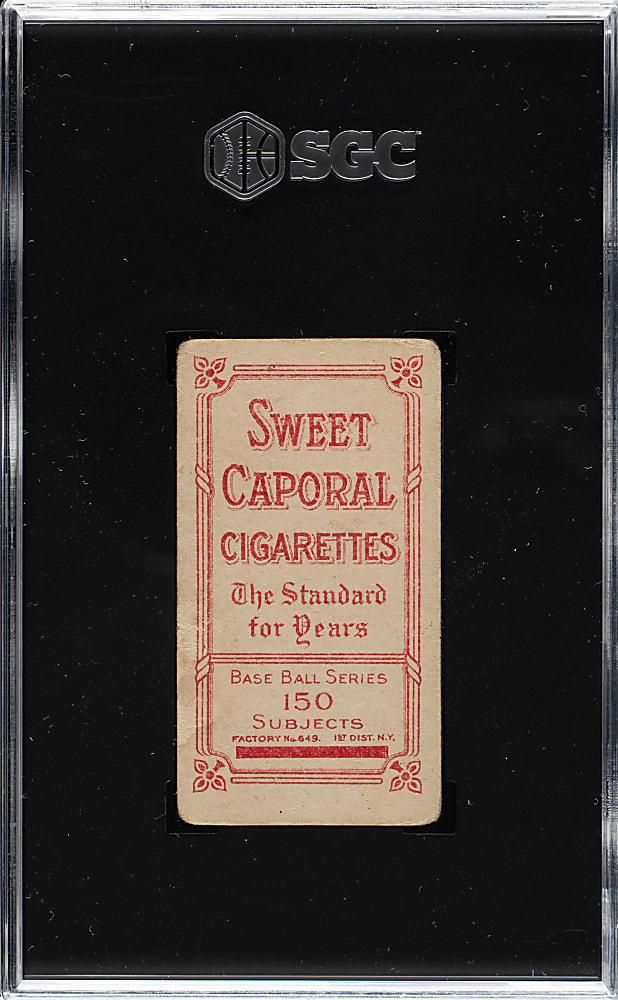 SGC
SWEET
CAPORAL
CIGARETTES
The Standard
for Years
BASE BALL SERIES
150
SUBJECTS
FACTORY No. 649. 1ST DIST. N.Y.